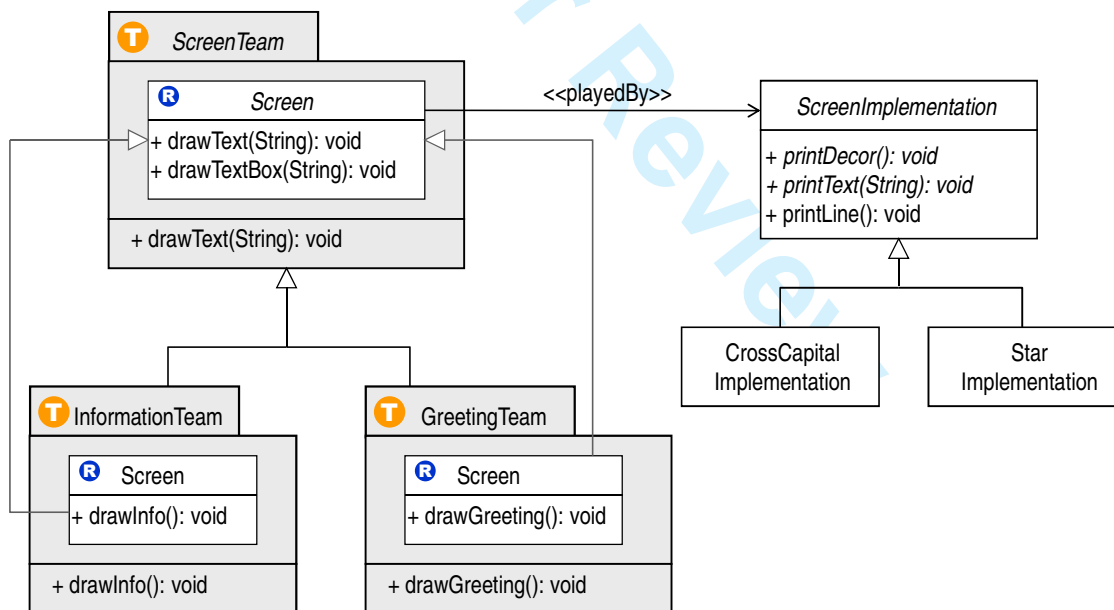 T ScreenTeam
R Screen
+ drawText(String): void
+ drawTextBox(String): void
+ drawText(String): void
<<playedBy>>
ScreenImplementation
+ printDecor(): void
+ printText(String): void
+ printLine(): void
CrossCapital
Implementation
Star
Implementation
T InformationTeam
R Screen
+ drawInfo(): void
+ drawInfo(): void
T GreetingTeam
R Screen
+ drawGreeting(): void
+ drawGreeting(): void
r Review